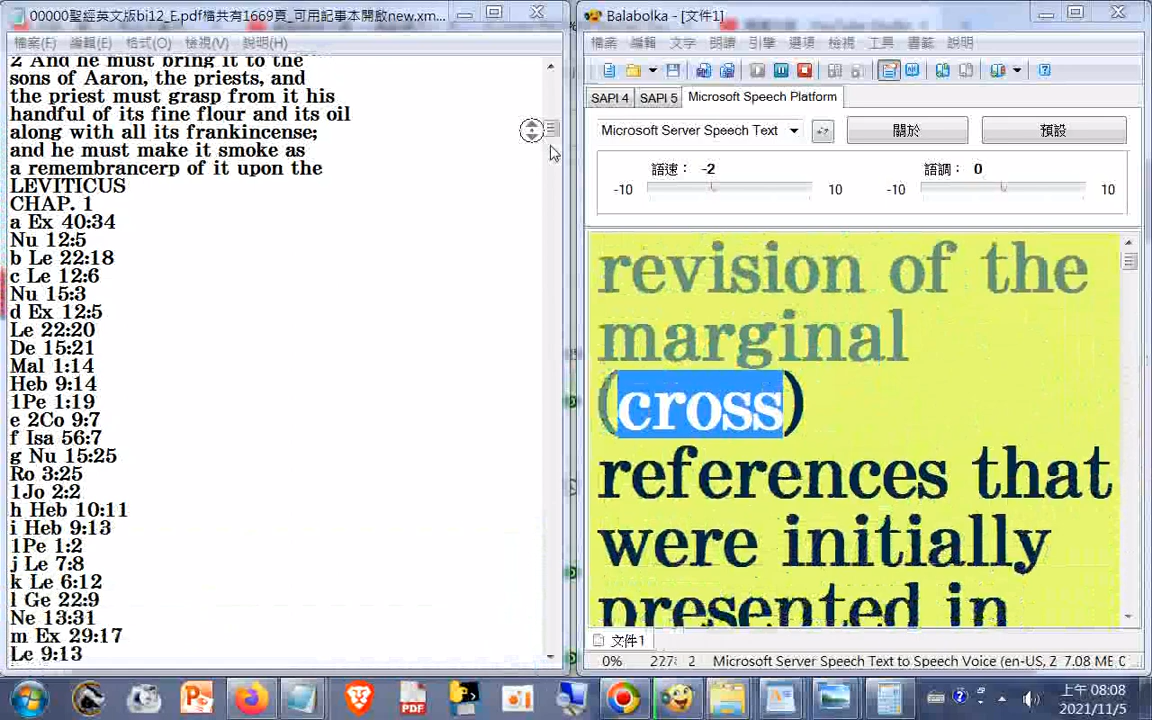 00000聖經英文版bi12_E.pdf檔共有1669頁_可用記事本開啟new.xm...
檔案(F) 編輯(E) 格式(O) 檢視(V) 說明(H)
2 And he must bring it to the
sons of Aaron, the priests, and
the priest must grasp from it his
handful of its fine flour and its oil
along with all its frankincense;
and he must make it smoke as
a remembrancerp of it upon the
LEVITICUS
CHAP. 1
a Ex 40:34
Nu 12:5
b Le 22:18
c Le 12:6
Nu 15:3
d Ex 12:5
Le 22:20
De 15:21
Mal 1:14
Heb 9:14
1Pe 1:19
e 2Co 9:7
f Isa 56:7
g Nu 15:25
Ro 3:25
1Jo 2:2
h Heb 10:11
i Heb 9:13
1Pe 1:2
j Le 7:8
k Le 6:12
l Ge 22:9
Ne 13:31
m Ex 29:17
Le 9:13
Balabolka - [文件1]
檔案 編輯 文字 朗讀 引擎 選項 檢視 工具 書籤 說明
SAPI 4 SAPI 5 Microsoft Speech Platform
Microsoft Server Speech Text 關於 預設
語速： -2 語調： 0
-10 10 -10 10
revision of the
marginal
(cross)
references that
were initially
presented in
文件1
0% 227 2 Microsoft Server Speech Text to Speech Voice (en-US, 2 7.08 ME
上午 08:08
2021/11/5